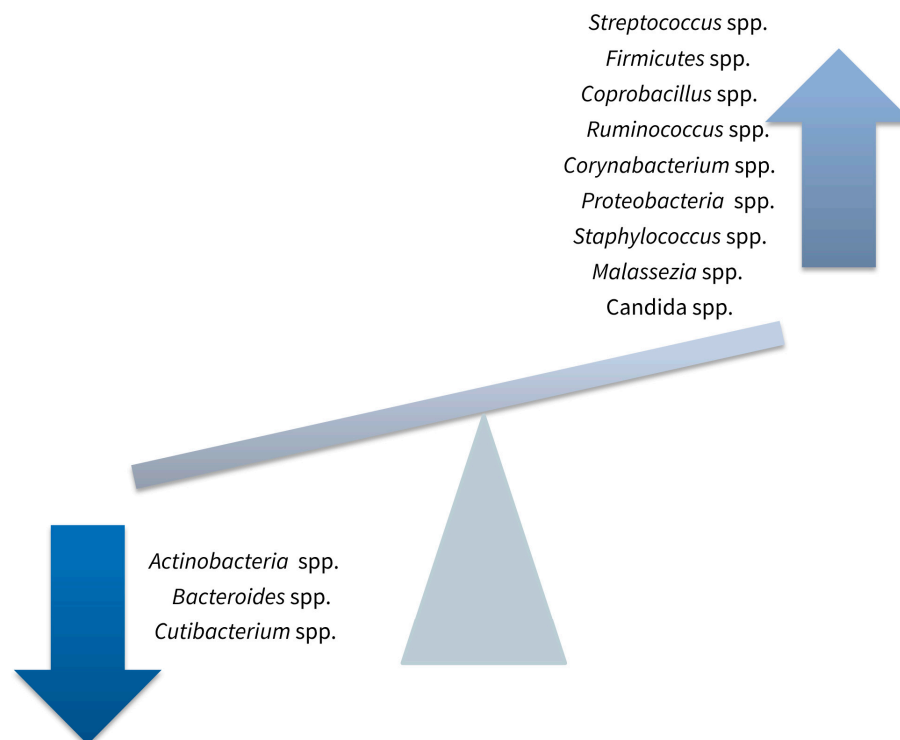 Streptococcus spp.
Firmicutes spp.
Coprobacillus spp.
Ruminococcus spp.
Corynabacterium spp.
Proteobacteria spp.
Staphylococcus spp.
Malassezia spp.
Candida spp.
Actinobacteria spp.
Bacteroides spp.
Cutibacterium spp.